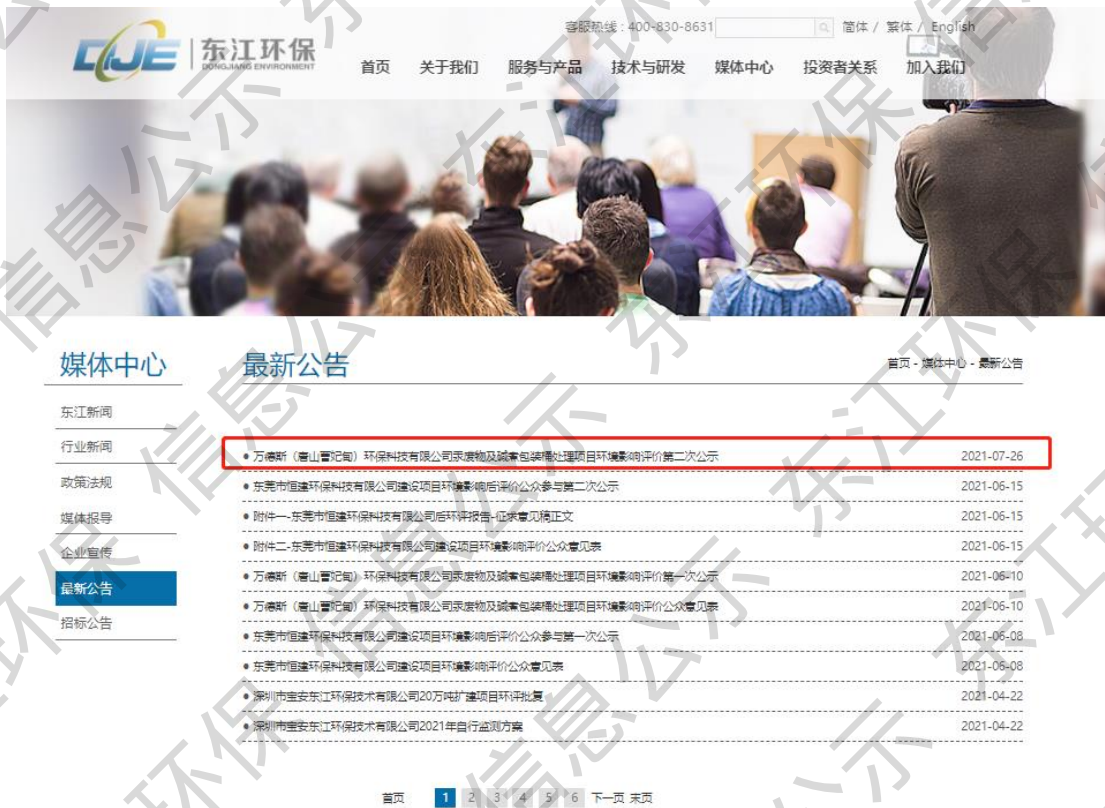 客服热线 : 400-830-8631 简体 / 繁体 / English
DJE 东江环保
DONGJIANG ENVIRONMENT
首页 关于我们 服务与产品 技术与研发 媒体中心 投资者关系 加入我们
媒体中心
最新公告
首页 - 媒体中心 - 最新公告
东江新闻
行业新闻
政策法规
媒体报导
企业宣传
最新公告
招标公告
• 万德斯（唐山曹妃甸）环保科技有限公司汞废物及碱煮包装桶处理项目环境影响评价第二次公示 2021-07-26
• 东莞市恒建环保科技有限公司建设项目环境影响后评价公众参与第二次公示 2021-06-15
• 附件一-东莞市恒建环保科技有限公司后环评报告-征求意见稿正文 2021-06-15
• 附件二-东莞市恒建环保科技有限公司建设项目环境影响评价公众意见表 2021-06-15
• 万德斯（唐山曹妃甸）环保科技有限公司汞废物及碱煮包装桶处理项目环境影响评价第一次公示 2021-06-10
• 万德斯（唐山曹妃甸）环保科技有限公司汞废物及碱煮包装桶处理项目环境影响评价公众意见表 2021-06-10
• 东莞市恒建环保科技有限公司建设项目环境影响后评价公众参与第一次公示 2021-06-08
• 东莞市恒建环保科技有限公司建设项目环境影响评价公众意见表 2021-06-08
• 深圳市宝安东江环保技术有限公司20万吨扩建项目环评批复 2021-04-22
• 深圳市宝安东江环保技术有限公司2021年自行监测方案 2021-04-22
首页 1 2 3 4 5 6 下一页 末页
东江环保 信息公示